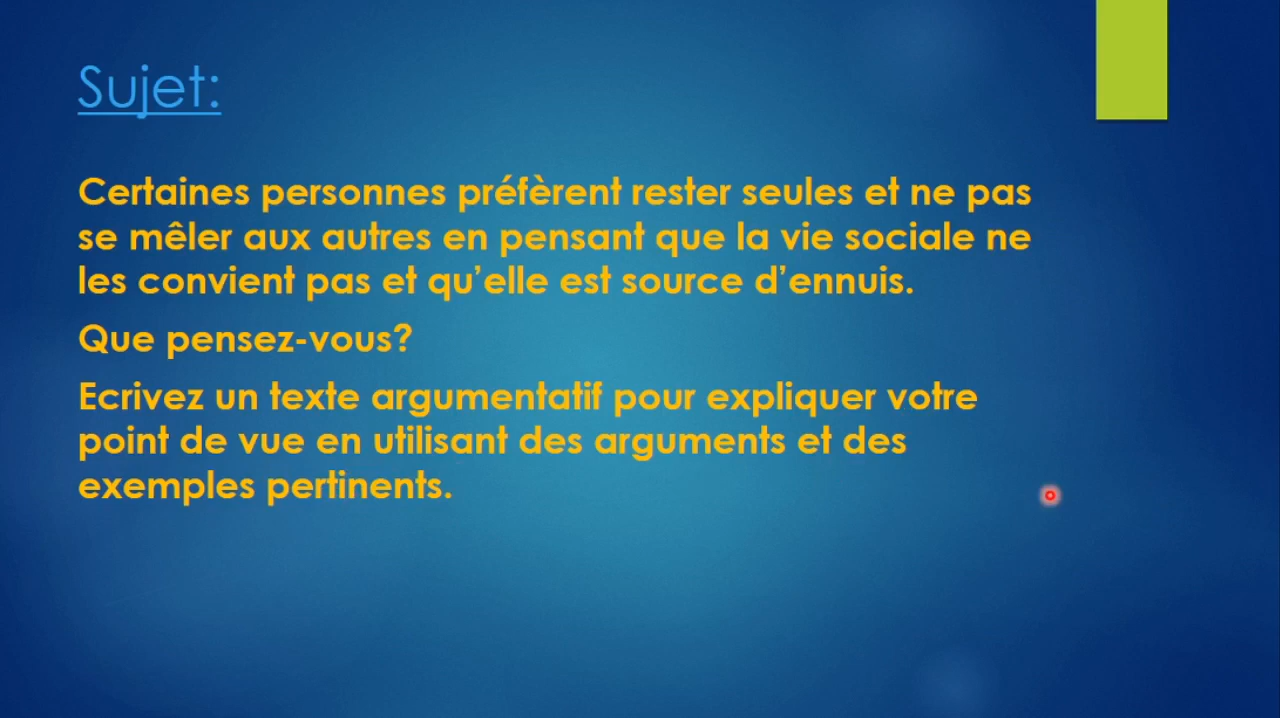 Sujet:
Certaines personnes préfèrent rester seules et ne pas
se mêler aux autres en pensant que la vie sociale ne
les convient pas et qu’elle est source d’ennuis.
Que pensez-vous?
Ecrivez un texte argumentatif pour expliquer votre
point de vue en utilisant des arguments et des
exemples pertinents.